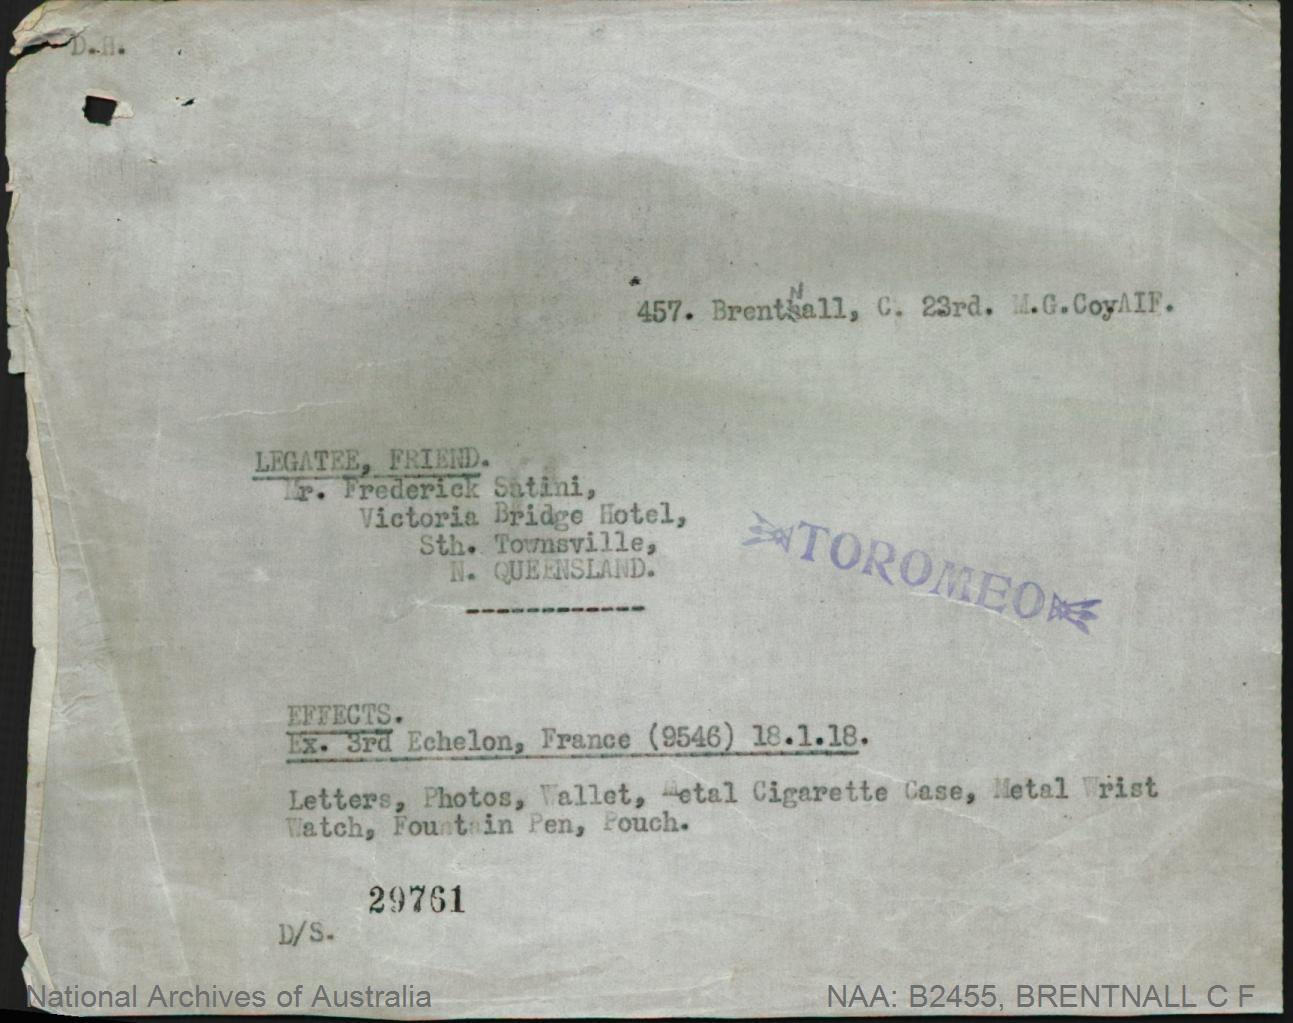 D.H.
457. Brentnall, C. 23rd. M.G.CoyAIF.
LEGATEE, FRIEND.
Mr. Frederick Satini,
Victoria Bridge Hotel,
Sth. Townsville,
N. QUEENSLAND.
TOROMEO
EFFECTS.
Ex. 3rd Echelon, France (9546) 18.1.18.
Letters, Photos, Wallet, Metal Cigarette Case, Metal Wrist
Watch, Fountain Pen, Pouch.
29761
D/S.
National Archives of Australia
NAA: B2455, BRENTNALL C F